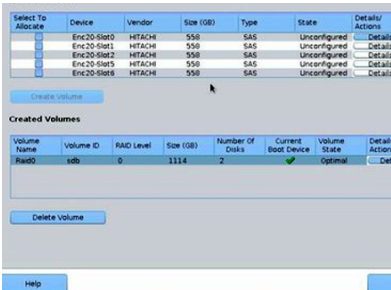 Select To Allocate Device Vendor Size (GB) Type State Details/ Actions
Enc20-Slot0 HITACHI 558 SAS Unconfigured Details
Enc20-Slot1 HITACHI 558 SAS Unconfigured Details
Enc20-Slot2 HITACHI 558 SAS Unconfigured Details
Enc20-Slot5 HITACHI 558 SAS Unconfigured Details
Enc20-Slot6 HITACHI 558 SAS Unconfigured Details
Create Volume
Created Volumes
Volume Name Volume ID RAID Level Size (GB) Number Of Disks Current Boot Device Volume State Detail Action
Raid0 sdb 0 1114 2 Optimal Det
Delete Volume
Help